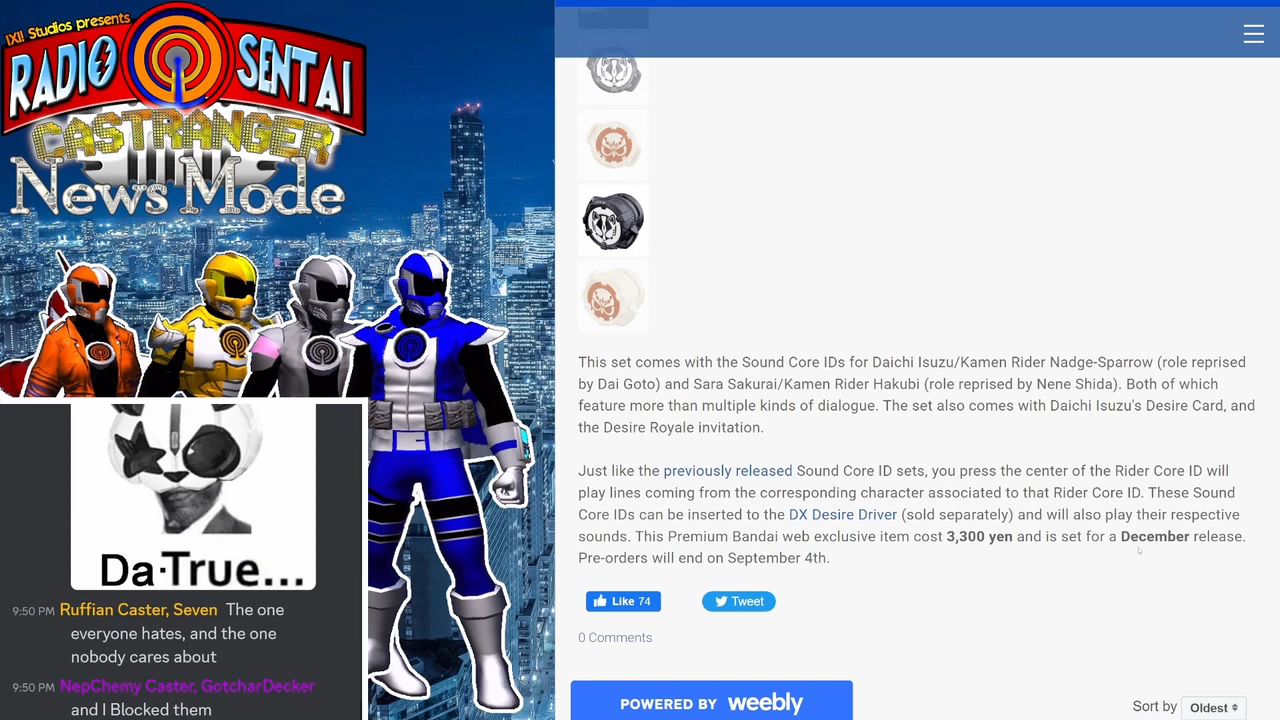 IXII Studios presents
RADIO SENTAI
CASTRANGER
News Mode
Da-True...
9:50 PM Ruffian Caster, Seven The one
everyone hates, and the one
nobody cares about
9:50 PM NepChemy Caster, GotcharDecker
and I Blocked them
This set comes with the Sound Core IDs for Daichi Isuzu/Kamen Rider Nadge-Sparrow (role reprised
by Dai Goto) and Sara Sakurai/Kamen Rider Hakubi (role reprised by Nene Shida). Both of which
feature more than multiple kinds of dialogue. The set also comes with Daichi Isuzu's Desire Card, and
the Desire Royale invitation.
Just like the previously released Sound Core ID sets, you press the center of the Rider Core ID will
play lines coming from the corresponding character associated to that Rider Core ID. These Sound
Core IDs can be inserted to the DX Desire Driver (sold separately) and will also play their respective
sounds. This Premium Bandai web exclusive item cost 3,300 yen and is set for a December release.
Pre-orders will end on September 4th.
Like 74
Tweet
0 Comments
POWERED BY weebly
Sort by Oldest